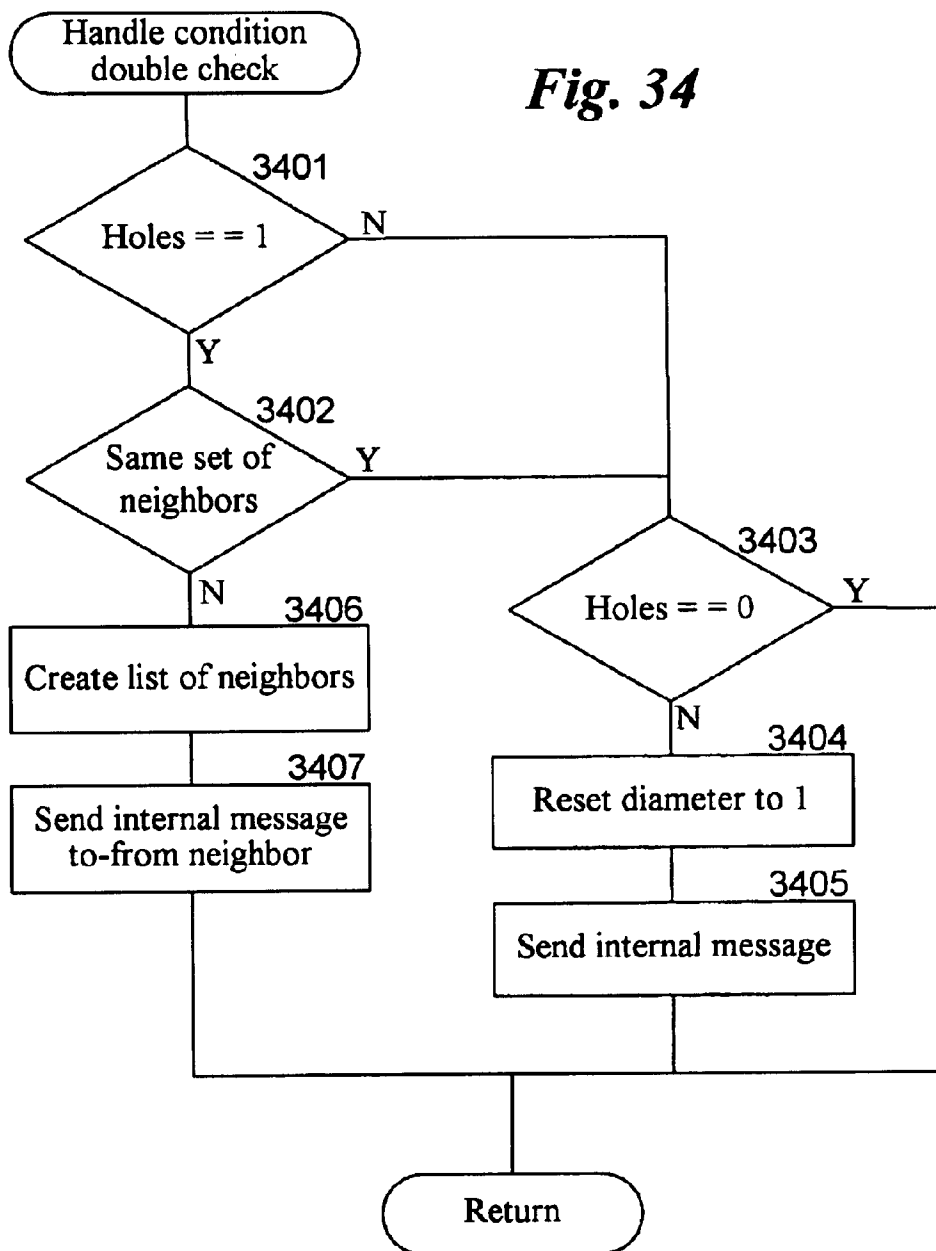 Handle condition
double check
Fig. 34
3401
Holes = = 1
N
Y
3402
Same set of
neighbors
Y
N
3403
Holes = = 0
Y
N
3406
Create list of neighbors
3407
Send internal message
to-from neighbor
3404
Reset diameter to 1
3405
Send internal message
Return